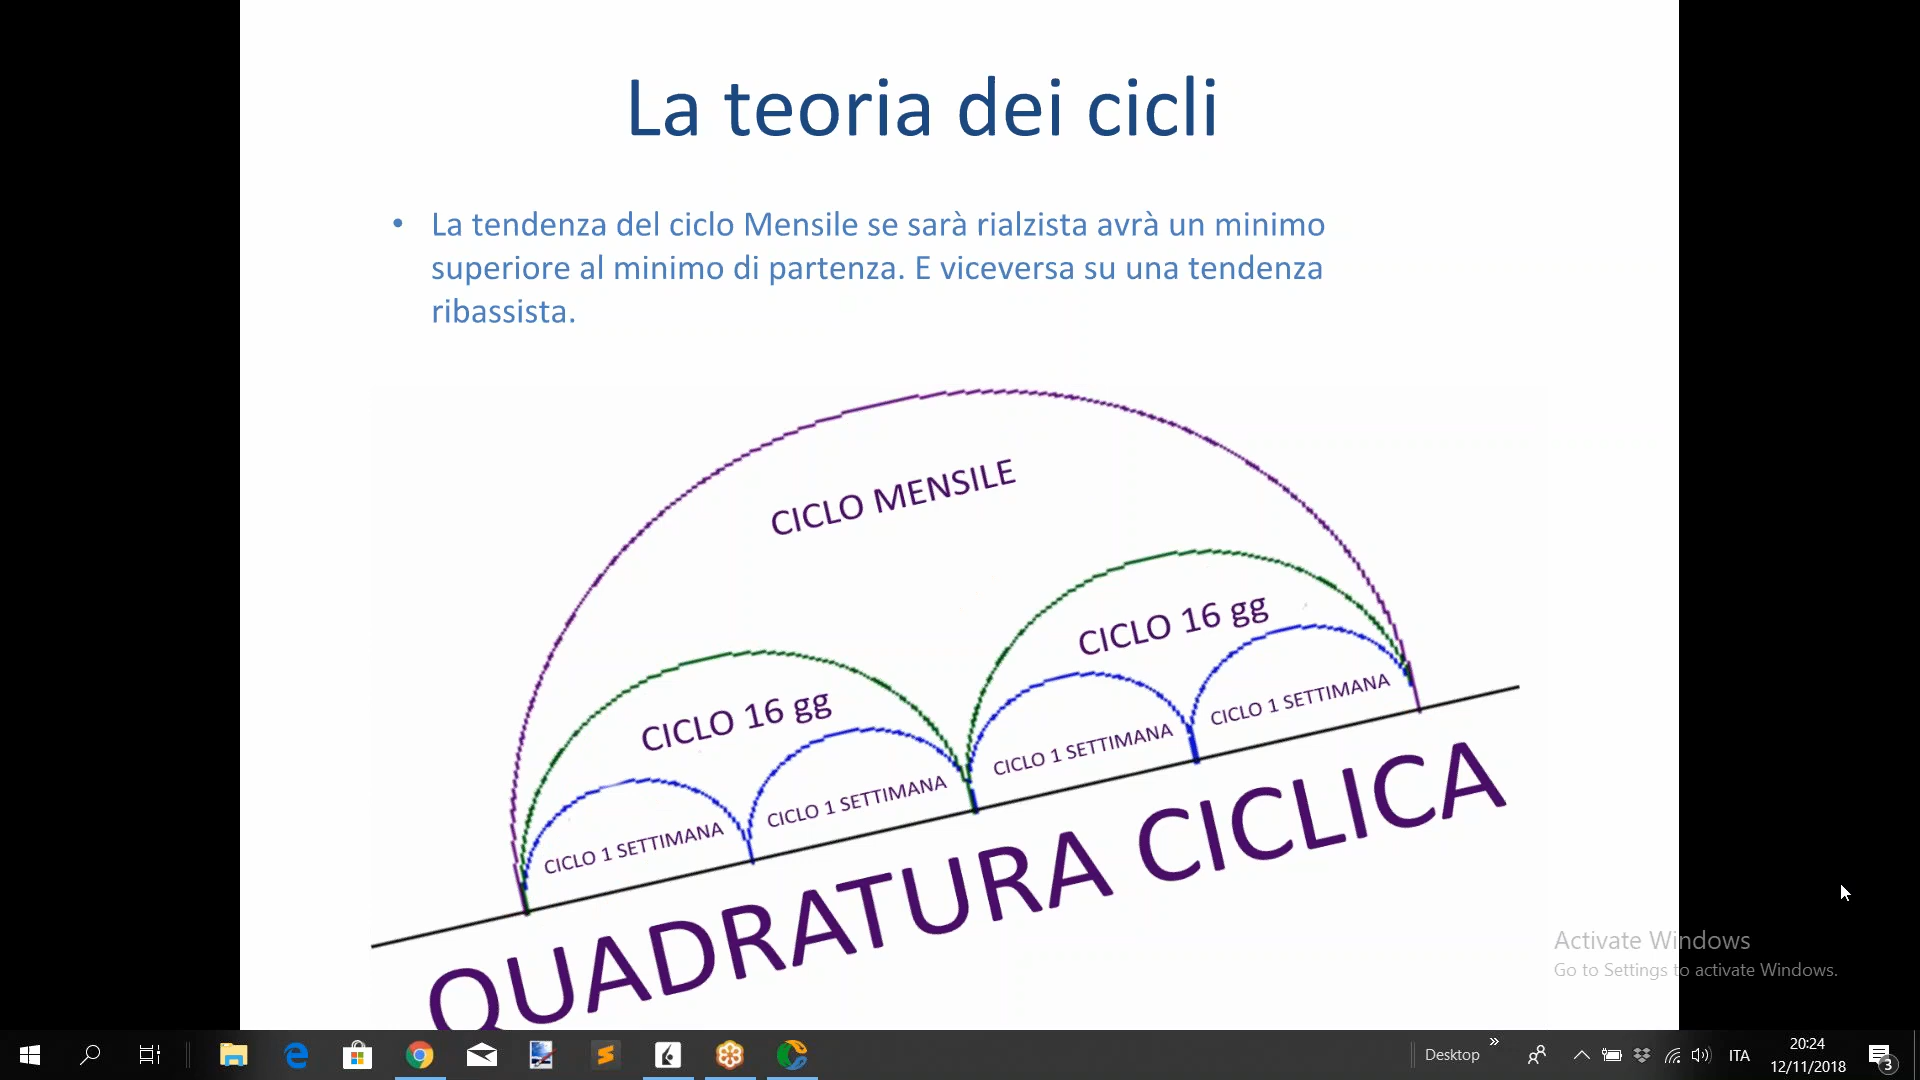 La teoria dei cicli
• La tendenza del ciclo Mensile se sarà rialzista avrà un minimo
superiore al minimo di partenza. E viceversa su una tendenza
ribassista.
CICLO MENSILE
CICLO 16 gg
CICLO 16 gg
CICLO 1 SETTIMANA
CICLO 1 SETTIMANA
CICLO 1 SETTIMANA
CICLO 1 SETTIMANA
QUADRATURA CICLICA
Activate Windows
Go to Settings to activate Windows.
Desktop
ITA
20:24
12/11/2018
3